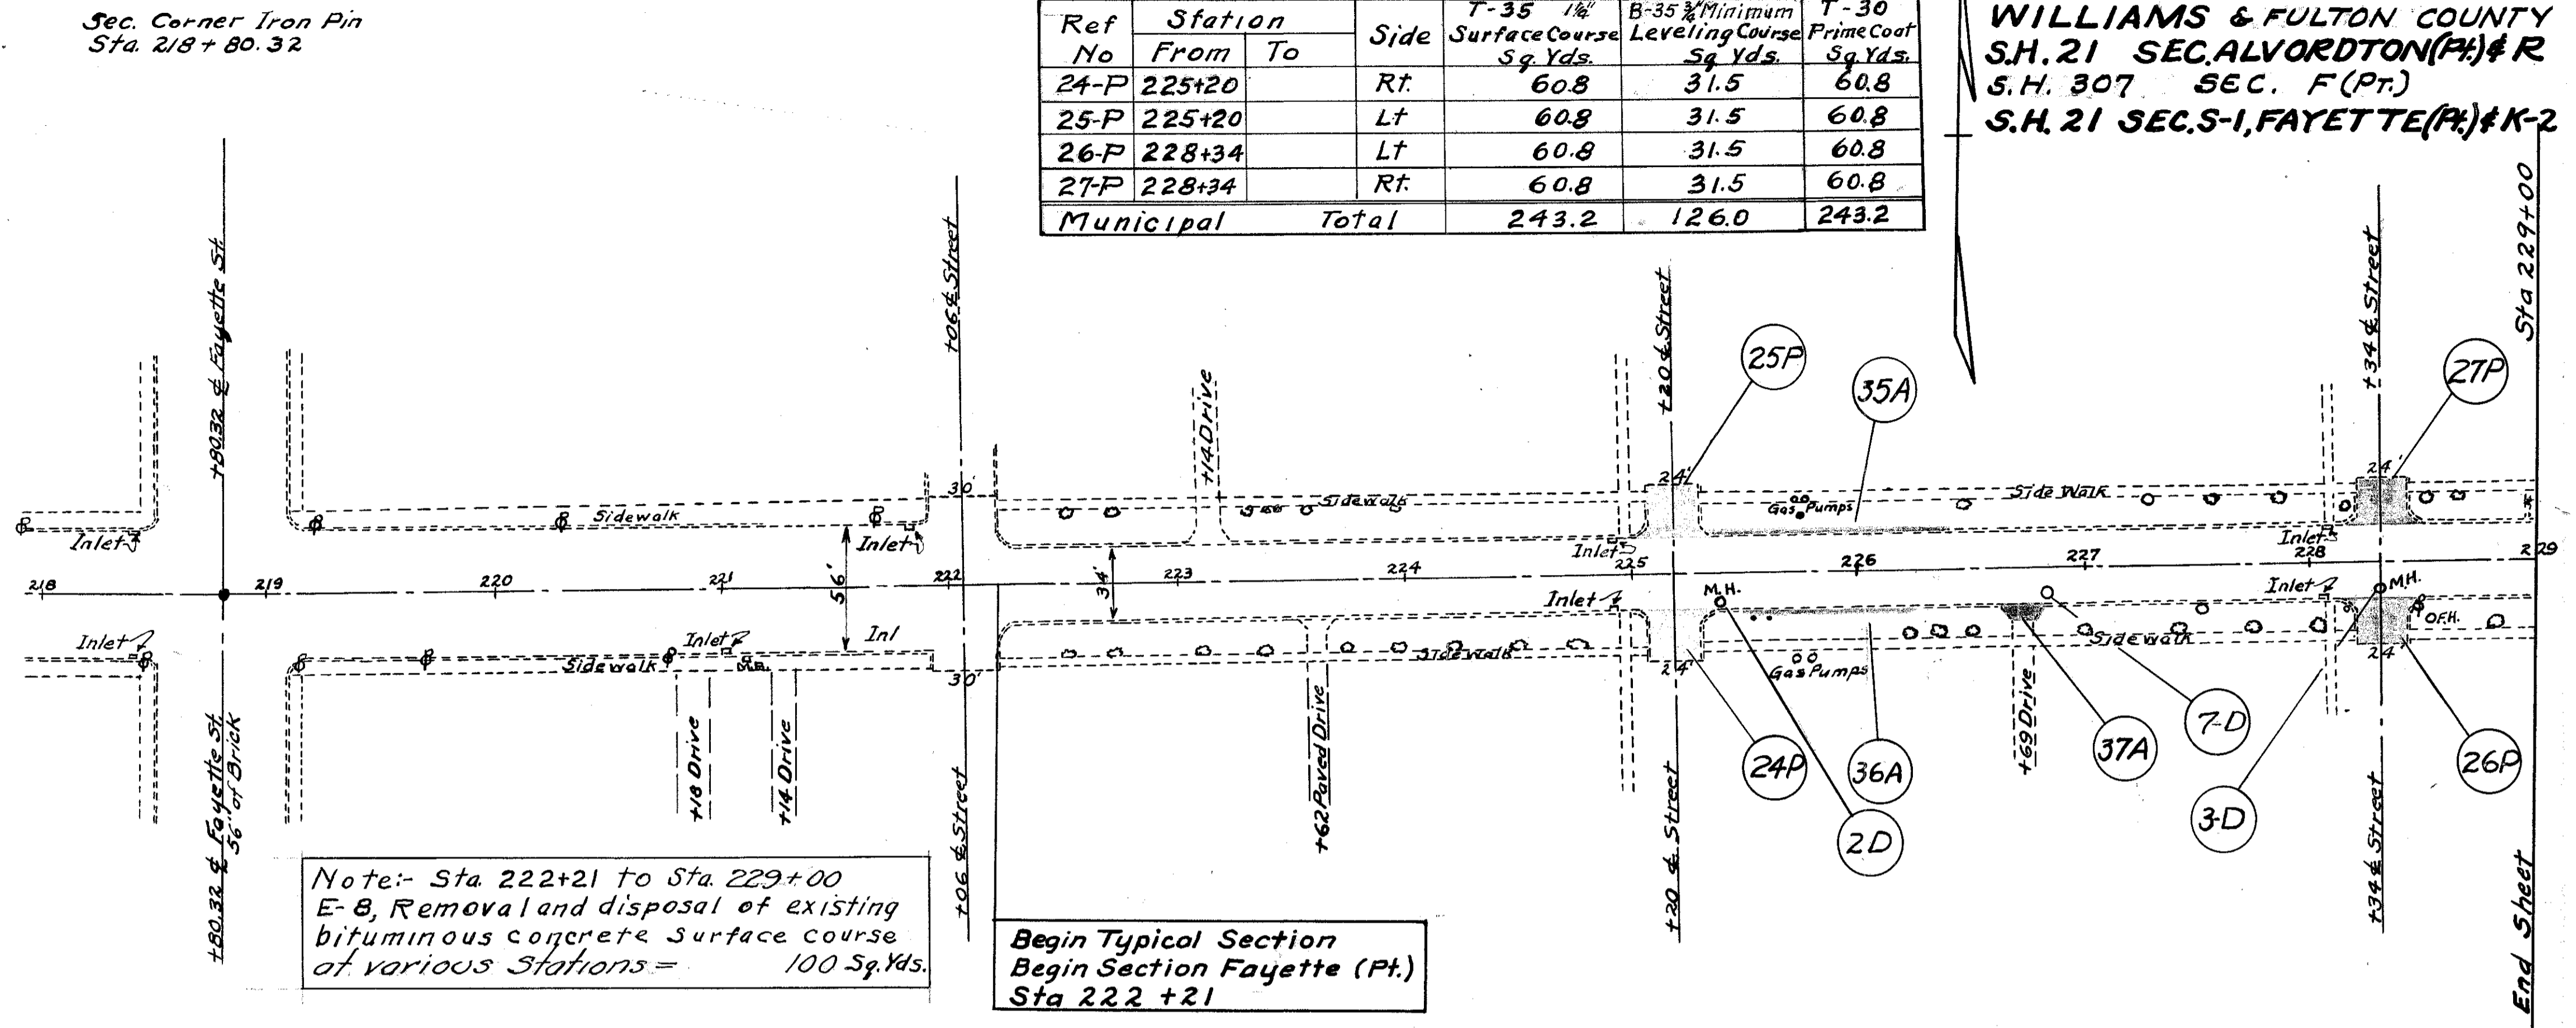 Sec. Corner Iron Pin
Sta. 218+80.32
Ref No Station From To Side T-35 1¼" Surface Course Sq. Yds. B-35 ¾" Minimum Leveling Course Sq Yds. T-30 Prime Coat Sq. Yds.
24-P 225+20 Rt. 60.8 31.5 60.8
25-P 225+20 Lt 60.8 31.5 60.8
26-P 228+34 Lt 60.8 31.5 60.8
27-P 228+34 Rt. 60.8 31.5 60.8
Municipal Total 243.2 126.0 243.2
WILLIAMS & FULTON COUNTY
S.H. 21 SEC. ALVORDTON(Pt.) & R
S.H. 307 SEC. F (PT.)
S.H. 21 SEC. S-1, FAYETTE(Pt.) & K-2
+80.32 ℄ Fayette St.
+06 ℄ Street
+14 Drive
+20 ℄ Street
+34 ℄ Street
Sta 229+00
25P
35A
27P
30'
24'
24'
Sidewalk
Sidewalk
Gas Pumps
Side Walk
Inlet
Inlet
Inlet
Inlet
218
219
220
221
56'
222
34'
223
224
225
226
227
228
229
Inlet
Inlet
Inl
Inlet
M.H.
Inlet
M.H.
O.F.H.
Sidewalk
M.B.
30'
Sidewalk
24'
Gas Pumps
Sidewalk
24'
+80.32 ℄ Fayette St.
56' of Brick
+18 Drive
+14 Drive
+06 ℄ Street
+62 Paved Drive
+20 ℄ Street
+69 Drive
+34 ℄ Street
24P
36A
37A
7-D
26P
2D
3-D
Note:- Sta. 222+21 to Sta. 229+00
E-8, Removal and disposal of existing
bituminous concrete surface course
at various Stations = 100 Sq. Yds.
Begin Typical Section
Begin Section Fayette (Pt.)
Sta 222 +21
End Sheet